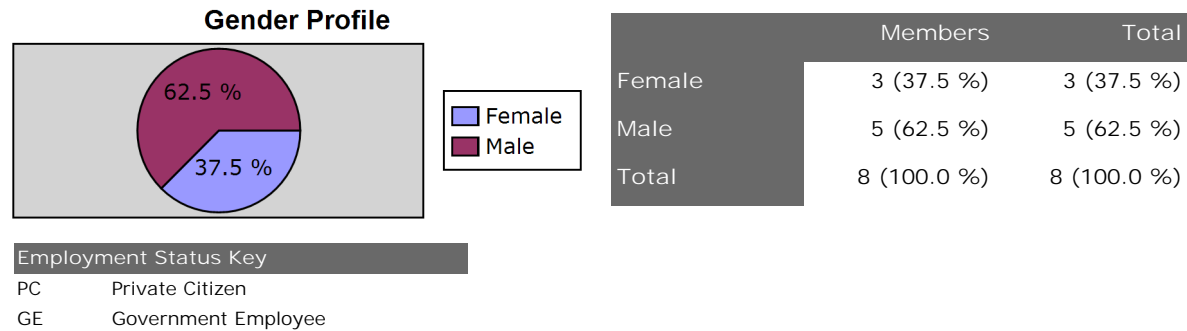 Gender Profile
62.5 %
37.5 %
Female
Male
Members Total
Female 3 (37.5 %) 3 (37.5 %)
Male 5 (62.5 %) 5 (62.5 %)
Total 8 (100.0 %) 8 (100.0 %)
Employment Status Key
PC Private Citizen
GE Government Employee